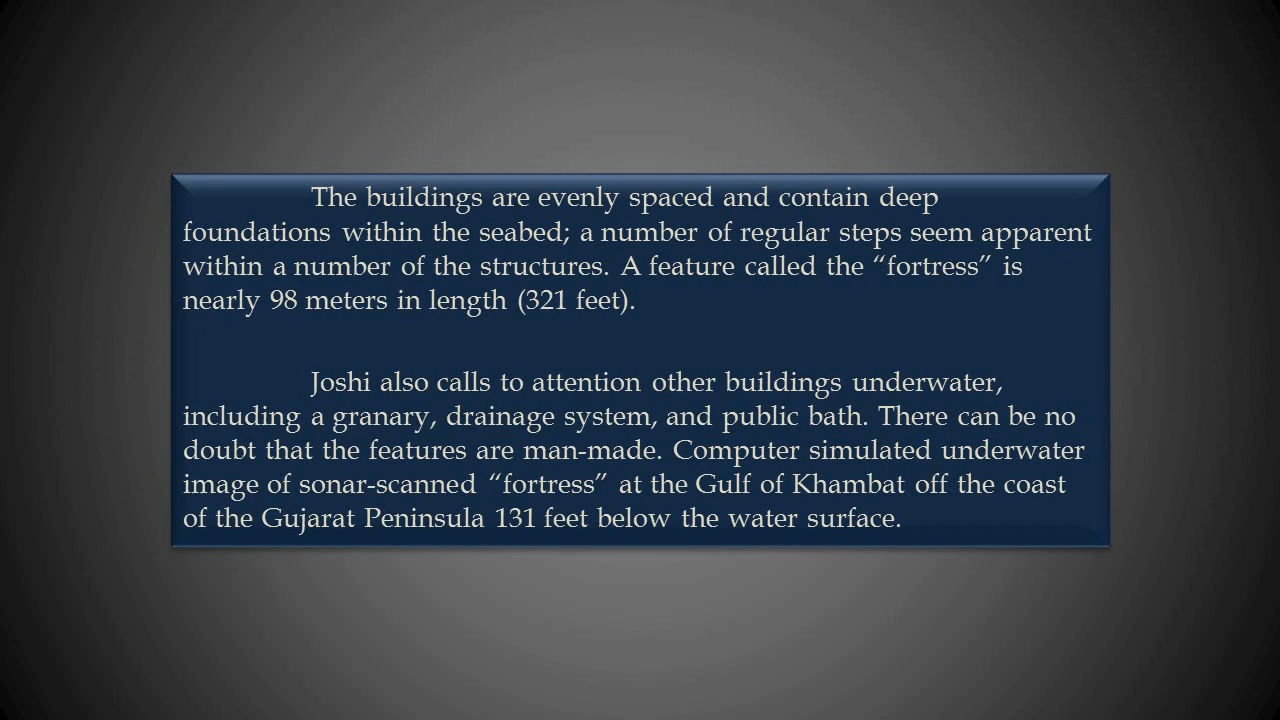 The buildings are evenly spaced and contain deep
foundations within the seabed; a number of regular steps seem apparent
within a number of the structures. A feature called the “fortress” is
nearly 98 meters in length (321 feet).
Joshi also calls to attention other buildings underwater,
including a granary, drainage system, and public bath. There can be no
doubt that the features are man-made. Computer simulated underwater
image of sonar-scanned “fortress” at the Gulf of Khambat off the coast
of the Gujarat Peninsula 131 feet below the water surface.